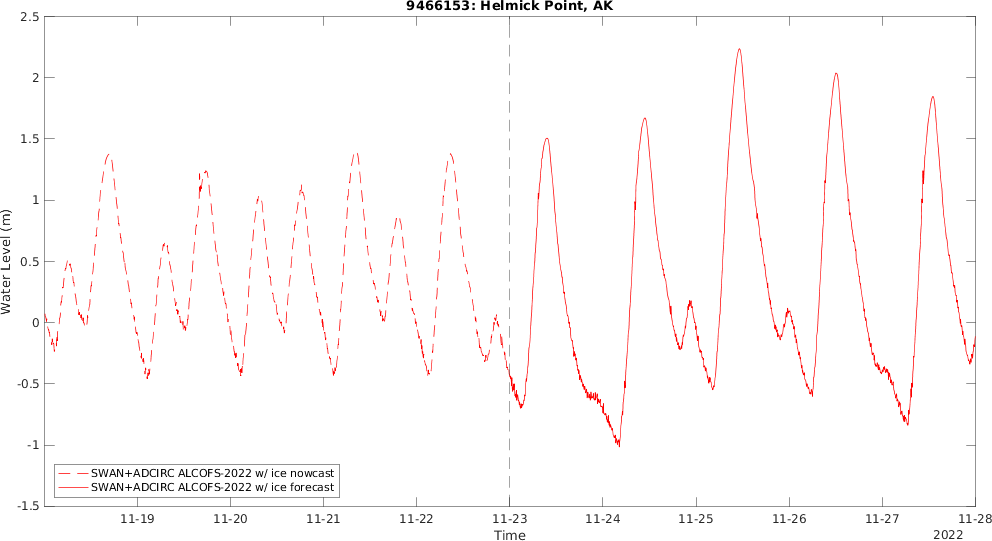 9466153: Helmick Point, AK
2.5
2
1.5
1
0.5
0
-0.5
-1
-1.5
Water Level (m)
SWAN+ADCIRC ALCOFS-2022 w/ ice nowcast
SWAN+ADCIRC ALCOFS-2022 w/ ice forecast
11-19 11-20 11-21 11-22 11-23 11-24 11-25 11-26 11-27 11-28
Time
2022